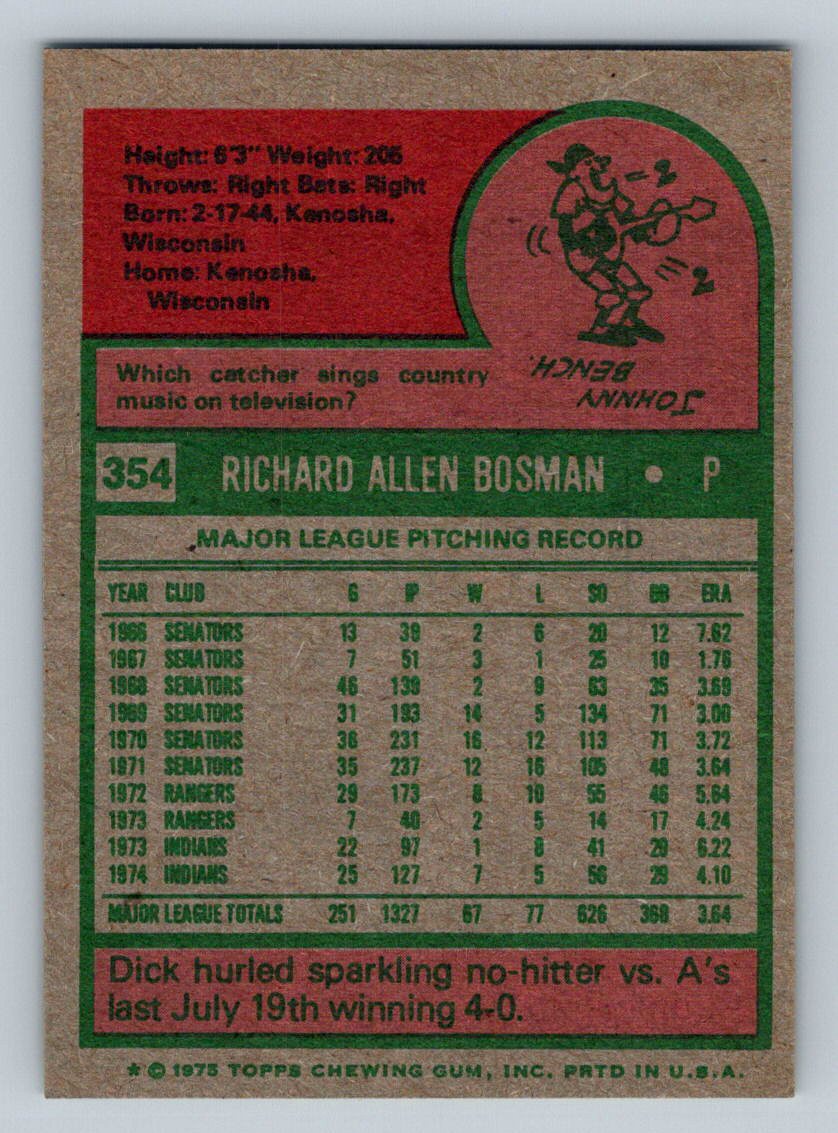 Height: 6'3" Weight: 205
Throws: Right Bats: Right
Born: 2-17-44, Kenosha,
Wisconsin
Home: Kenosha,
Wisconsin
Which catcher sings country
music on television?
JOHNNY
BENCH.
354 RICHARD ALLEN BOSMAN • P
MAJOR LEAGUE PITCHING RECORD
YEAR CLUB G IP W L SO BB ERA
1966 SENATORS 13 39 2 6 20 12 7.62
1967 SENATORS 7 51 3 1 25 10 1.76
1968 SENATORS 46 139 2 9 63 35 3.69
1969 SENATORS 31 193 14 5 134 71 3.00
1970 SENATORS 36 231 16 12 113 71 3.72
1971 SENATORS 35 237 12 16 105 48 3.64
1972 RANGERS 29 173 8 10 55 46 5.64
1973 RANGERS 7 40 2 5 14 17 4.24
1973 INDIANS 22 97 1 8 41 29 6.22
1974 INDIANS 25 127 7 5 56 29 4.10
MAJOR LEAGUE TOTALS 251 1327 67 77 626 368 3.64
Dick hurled sparkling no-hitter vs. A's
last July 19th winning 4-0.
* © 1975 TOPPS CHEWING GUM, INC. PRTD IN U.S.A.